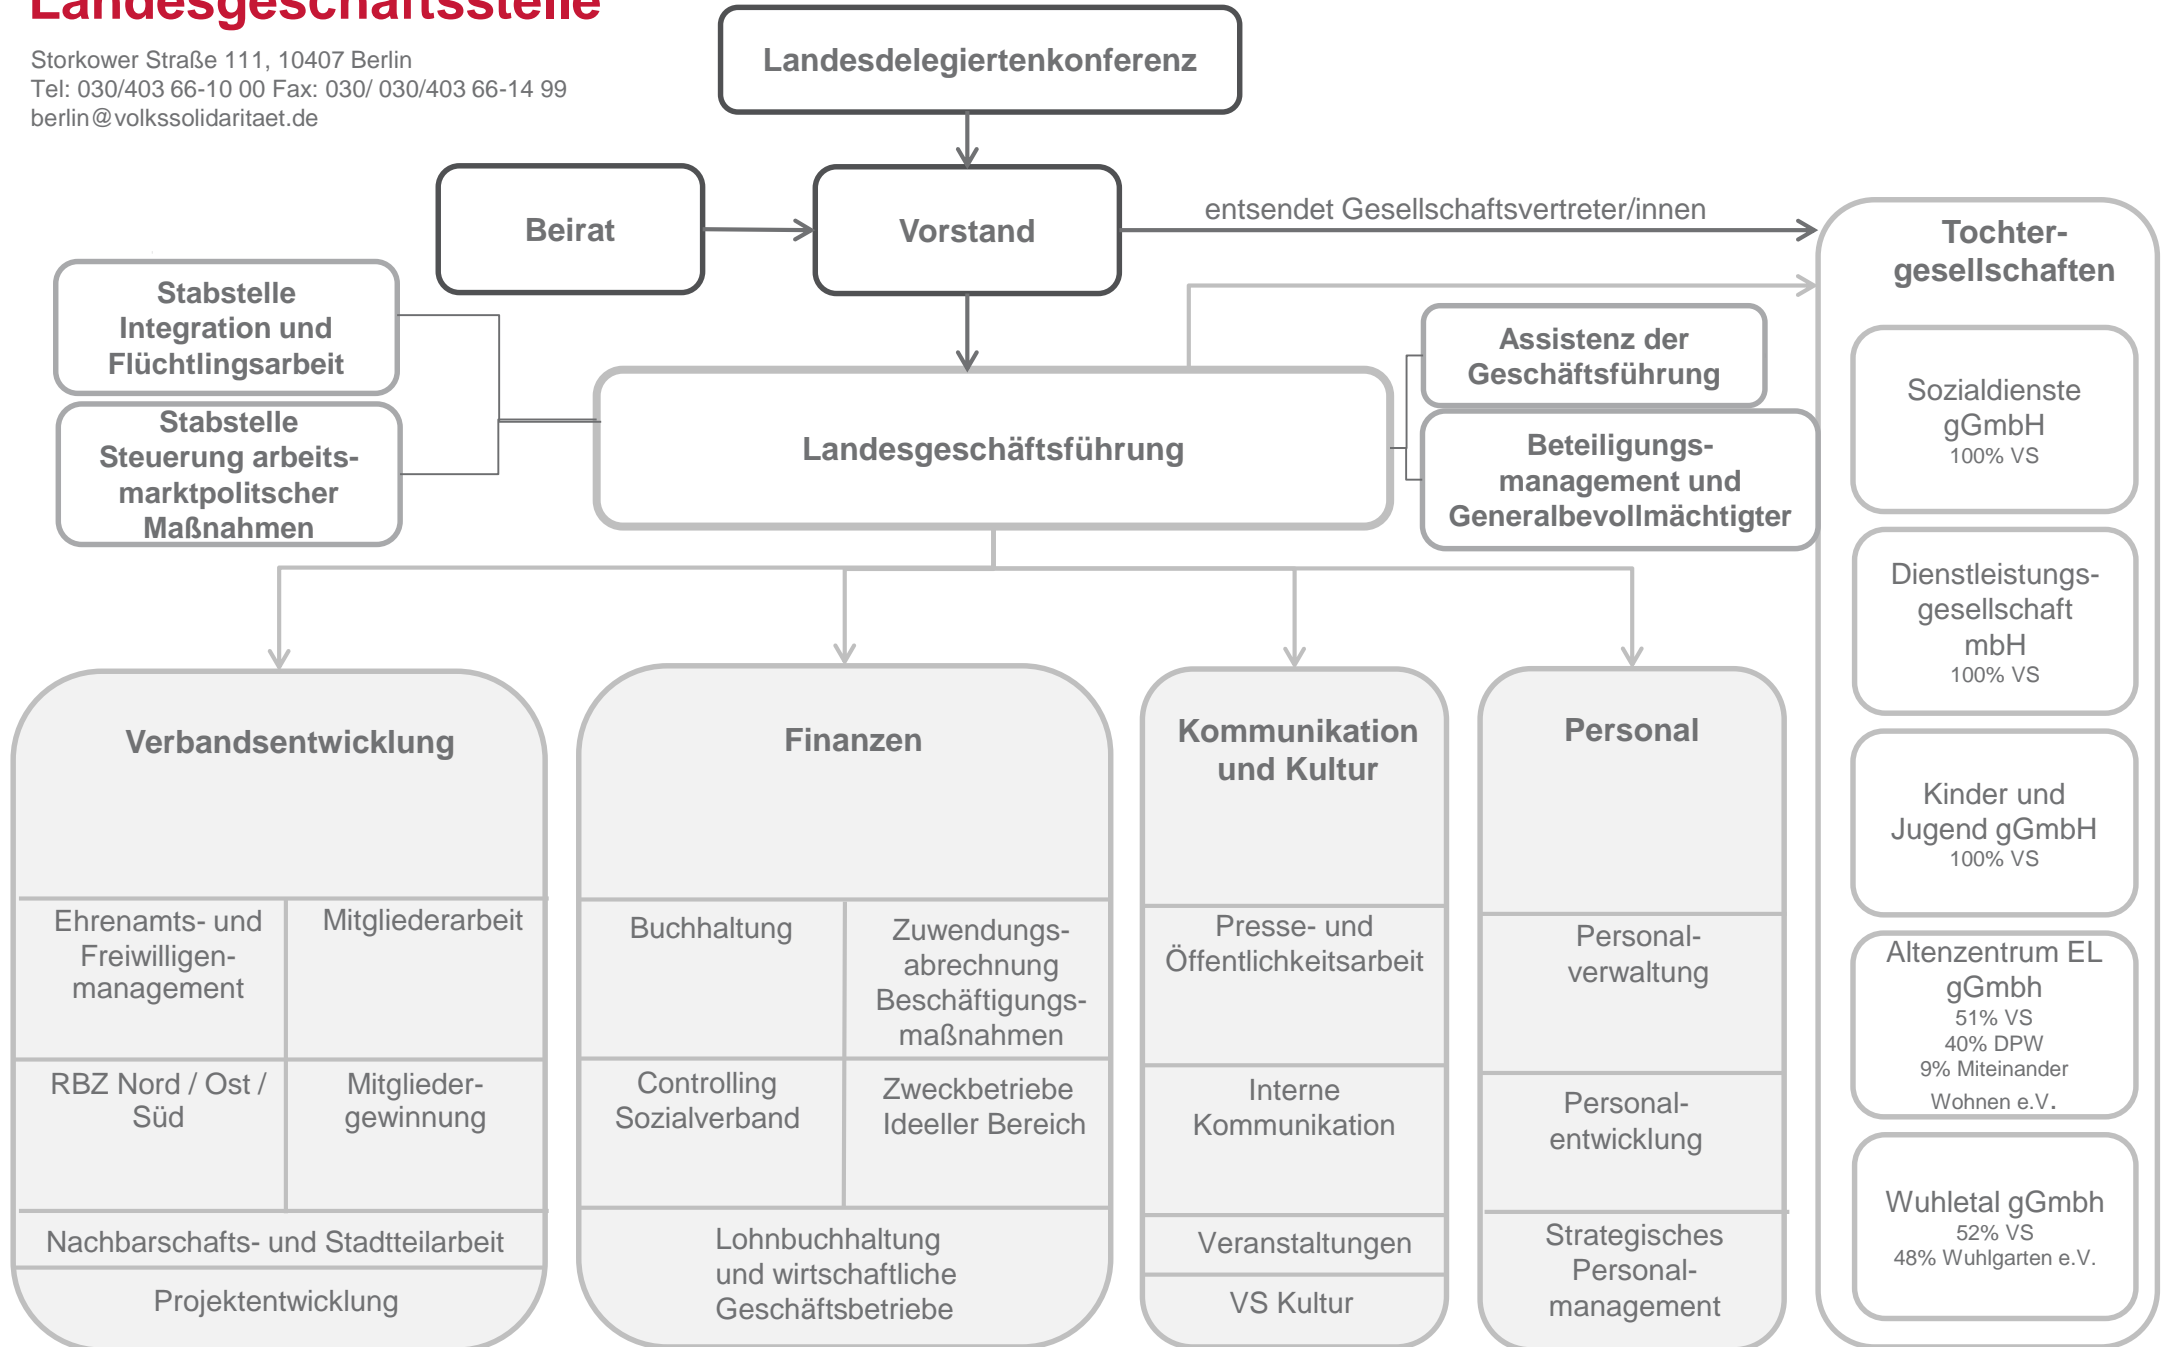 Landesgeschäftsstelle
Storkower Straße 111, 10407 Berlin
Tel: 030/403 66-10 00 Fax: 030/ 030/403 66-14 99
berlin@volkssolidaritaet.de
Landesdelegiertenkonferenz
Beirat
Vorstand
entsendet Gesellschaftsvertreter/innen
Stabstelle
Integration und
Flüchtlingsarbeit
Stabstelle
Steuerung arbeits-
marktpolitscher
Maßnahmen
Landesgeschäftsführung
Assistenz der
Geschäftsführung
Beteiligungs-
management und
Generalbevollmächtigter
Tochter-
gesellschaften
Sozialdienste
gGmbH
100% VS
Dienstleistungs-
gesellschaft
mbH
100% VS
Kinder und
Jugend gGmbH
100% VS
Altenzentrum EL
gGmbh
51% VS
40% DPW
9% Miteinander
Wohnen e.V.
Wuhletal gGmbh
52% VS
48% Wuhlgarten e.V.
Verbandsentwicklung
Ehrenamts- und
Freiwilligen-
management
Mitgliederarbeit
RBZ Nord / Ost /
Süd
Mitglieder-
gewinnung
Nachbarschafts- und Stadtteilarbeit
Projektentwicklung
Finanzen
Buchhaltung
Zuwendungs-
abrechnung
Beschäftigungs-
maßnahmen
Controlling
Sozialverband
Zweckbetriebe
Ideeller Bereich
Lohnbuchhaltung
und wirtschaftliche
Geschäftsbetriebe
Kommunikation
und Kultur
Presse- und
Öffentlichkeitsarbeit
Interne
Kommunikation
Veranstaltungen
VS Kultur
Personal
Personal-
verwaltung
Personal-
entwicklung
Strategisches
Personal-
management